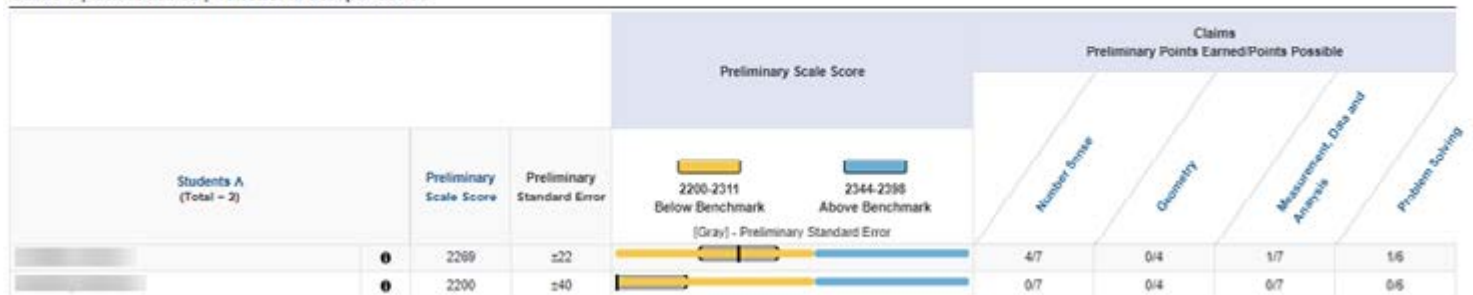 Claims
Preliminary Points Earned/Points Possible
Preliminary Scale Score
Students Λ
(Total - 2)
Preliminary
Scale Score
Preliminary
Standard Error
2200-2311
Below Benchmark
2344-2398
Above Benchmark
[Gray] - Preliminary Standard Error
Number Sense
Geometry
Measurement, Data and
Analysis
Problem Solving
2269 ±22 4/7 0/4 1/7 1/6
2200 ±40 0/7 0/4 0/7 0/6